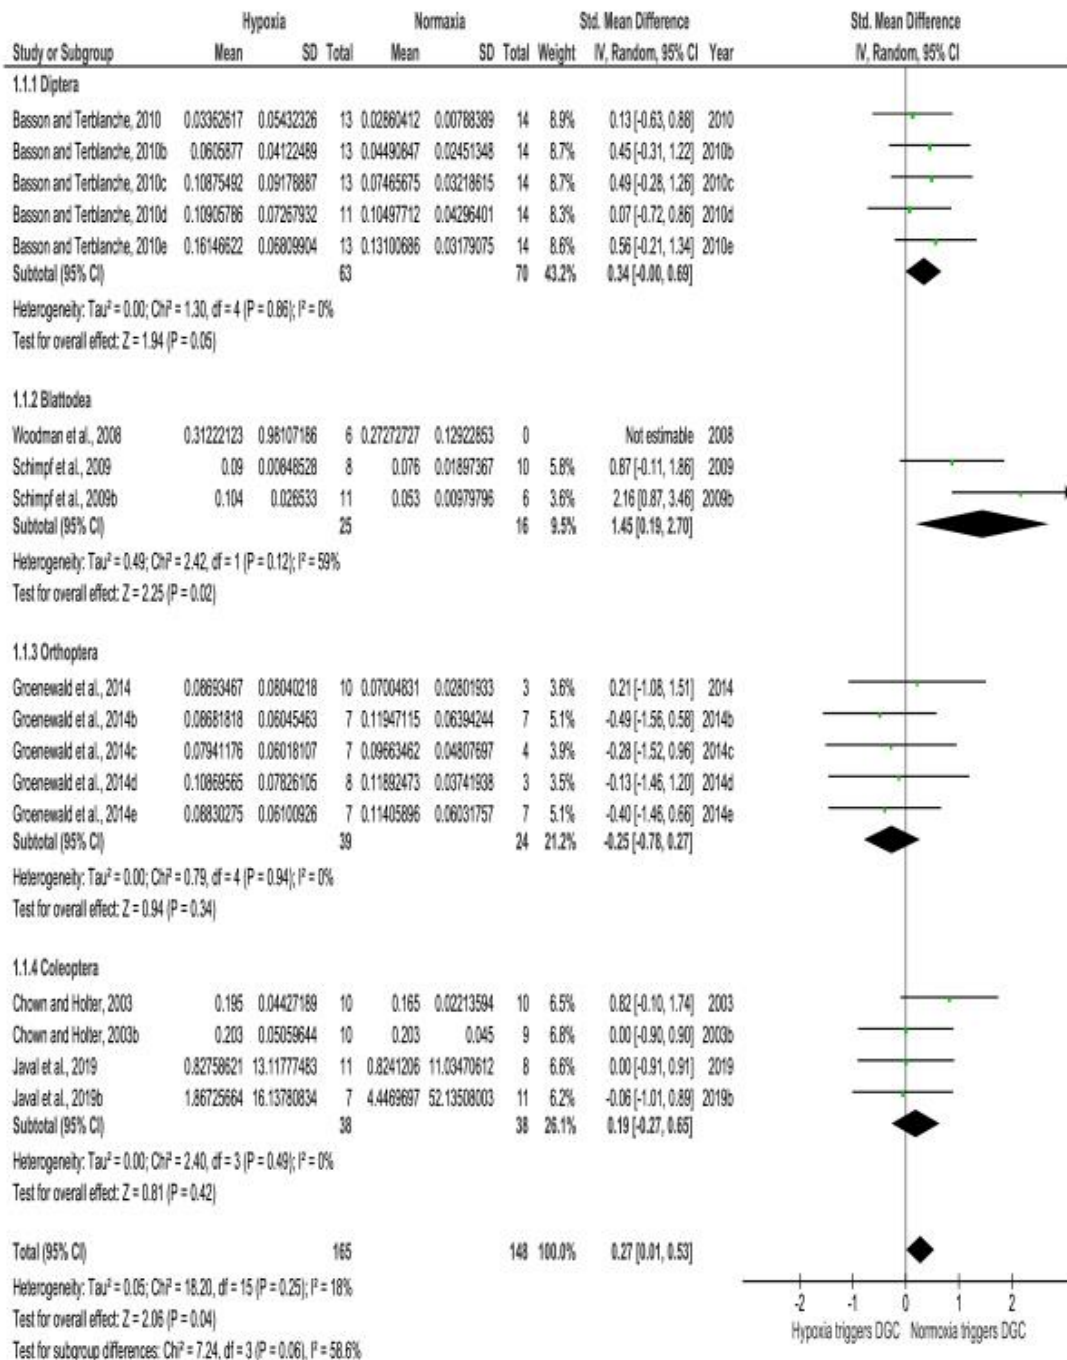 Hypoxia Normaxia Std. Mean Difference Std. Mean Difference
Study or Subgroup Mean SD Total Mean SD Total Weight IV, Random, 95% CI Year IV, Random, 95% CI
1.1.1 Diptera
Basson and Terblanche, 2010 0.03362617 0.05432326 13 0.02860412 0.00788389 14 8.9% 0.13 [-0.63, 0.88] 2010
Basson and Terblanche, 2010b 0.0605877 0.04122489 13 0.04490847 0.02451348 14 8.7% 0.45 [-0.31, 1.22] 2010b
Basson and Terblanche, 2010c 0.10875492 0.09178887 13 0.07465675 0.03218615 14 8.7% 0.49 [-0.28, 1.26] 2010c
Basson and Terblanche, 2010d 0.10905786 0.07267932 11 0.10497712 0.04296401 14 8.3% 0.07 [-0.72, 0.86] 2010d
Basson and Terblanche, 2010e 0.16146622 0.06809904 13 0.13100686 0.03179075 14 8.6% 0.56 [-0.21, 1.34] 2010e
Subtotal (95% CI) 63 70 43.2% 0.34 [-0.00, 0.69]
Heterogeneity: Tau² = 0.00; Chi² = 1.30, df = 4 (P = 0.86); I² = 0%
Test for overall effect: Z = 1.94 (P = 0.05)
1.1.2 Blattodea
Woodman et al., 2008 0.31222123 0.98107186 6 0.27272727 0.12922853 0 Not estimable 2008
Schimpf et al., 2009 0.09 0.00848528 8 0.076 0.01897367 10 5.8% 0.87 [-0.11, 1.86] 2009
Schimpf et al., 2009b 0.104 0.026533 11 0.053 0.00979796 6 3.6% 2.16 [0.87, 3.46] 2009b
Subtotal (95% CI) 25 16 9.5% 1.45 [0.19, 2.70]
Heterogeneity: Tau² = 0.49; Chi² = 2.42, df = 1 (P = 0.12); I² = 59%
Test for overall effect: Z = 2.25 (P = 0.02)
1.1.3 Orthoptera
Groenewald et al., 2014 0.08693467 0.08040218 10 0.07004831 0.02801933 3 3.6% 0.21 [-1.08, 1.51] 2014
Groenewald et al., 2014b 0.08681818 0.06045463 7 0.11947115 0.06394244 7 5.1% -0.49 [-1.56, 0.58] 2014b
Groenewald et al., 2014c 0.07941176 0.06018107 7 0.09663462 0.04807697 4 3.9% -0.28 [-1.52, 0.96] 2014c
Groenewald et al., 2014d 0.10869565 0.07826105 8 0.11892473 0.03741938 3 3.5% -0.13 [-1.46, 1.20] 2014d
Groenewald et al., 2014e 0.08830275 0.06100926 7 0.11405896 0.06031757 7 5.1% -0.40 [-1.46, 0.66] 2014e
Subtotal (95% CI) 39 24 21.2% -0.25 [-0.78, 0.27]
Heterogeneity: Tau² = 0.00; Chi² = 0.79, df = 4 (P = 0.94); I² = 0%
Test for overall effect: Z = 0.94 (P = 0.34)
1.1.4 Coleoptera
Chown and Holter, 2003 0.195 0.04427189 10 0.165 0.02213594 10 6.5% 0.82 [-0.10, 1.74] 2003
Chown and Holter, 2003b 0.203 0.05059644 10 0.203 0.045 9 6.8% 0.00 [-0.90, 0.90] 2003b
Javal et al., 2019 0.82758621 13.11777483 11 0.8241206 11.03470612 8 6.6% 0.00 [-0.91, 0.91] 2019
Javal et al., 2019b 1.86725664 16.13780834 7 4.4469697 52.13508003 11 6.2% -0.06 [-1.01, 0.89] 2019b
Subtotal (95% CI) 38 38 26.1% 0.19 [-0.27, 0.65]
Heterogeneity: Tau² = 0.00; Chi² = 2.40, df = 3 (P = 0.49); I² = 0%
Test for overall effect: Z = 0.81 (P = 0.42)
Total (95% CI) 165 148 100.0% 0.27 [0.01, 0.53]
Heterogeneity: Tau² = 0.05; Chi² = 18.20, df = 15 (P = 0.25); I² = 18%
Test for overall effect: Z = 2.06 (P = 0.04)
Test for subgroup differences: Chi² = 7.24, df = 3 (P = 0.06), I² = 58.6%
-2 -1 0 1 2
Hypoxia triggers DGC Normoxia triggers DGC